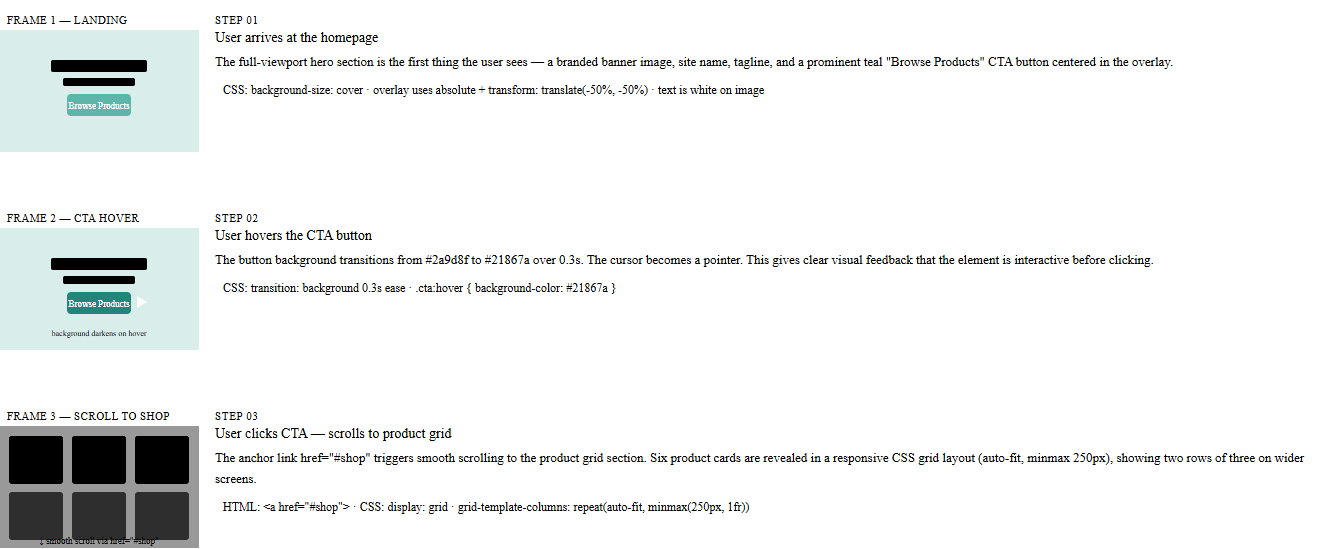 FRAME 1 — LANDING
Browse Products
STEP 01
User arrives at the homepage
The full-viewport hero section is the first thing the user sees — a branded banner image, site name, tagline, and a prominent teal "Browse Products" CTA button centered in the overlay.
CSS: background-size: cover · overlay uses absolute + transform: translate(-50%, -50%) · text is white on image
FRAME 2 — CTA HOVER
Browse Products
background darkens on hover
STEP 02
User hovers the CTA button
The button background transitions from #2a9d8f to #21867a over 0.3s. The cursor becomes a pointer. This gives clear visual feedback that the element is interactive before clicking.
CSS: transition: background 0.3s ease · .cta:hover { background-color: #21867a }
FRAME 3 — SCROLL TO SHOP
↓ smooth scroll via href="#shop"
STEP 03
User clicks CTA — scrolls to product grid
The anchor link href="#shop" triggers smooth scrolling to the product grid section. Six product cards are revealed in a responsive CSS grid layout (auto-fit, minmax 250px), showing two rows of three on wider
screens.
HTML: <a href="#shop"> · CSS: display: grid · grid-template-columns: repeat(auto-fit, minmax(250px, 1fr))